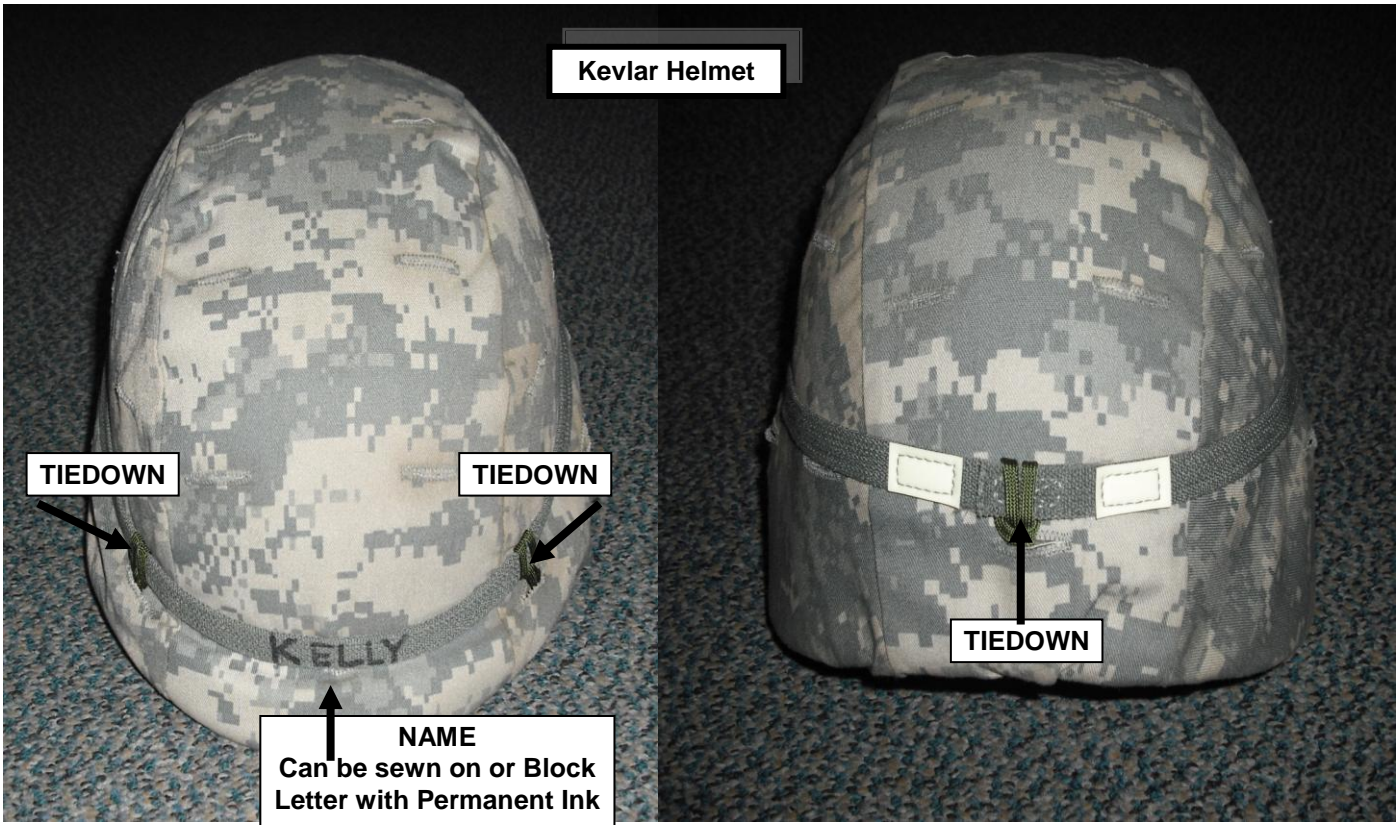 Kevlar Helmet
TIEDOWN
TIEDOWN
KELLY
NAME
Can be sewn on or Block
Letter with Permanent Ink
TIEDOWN